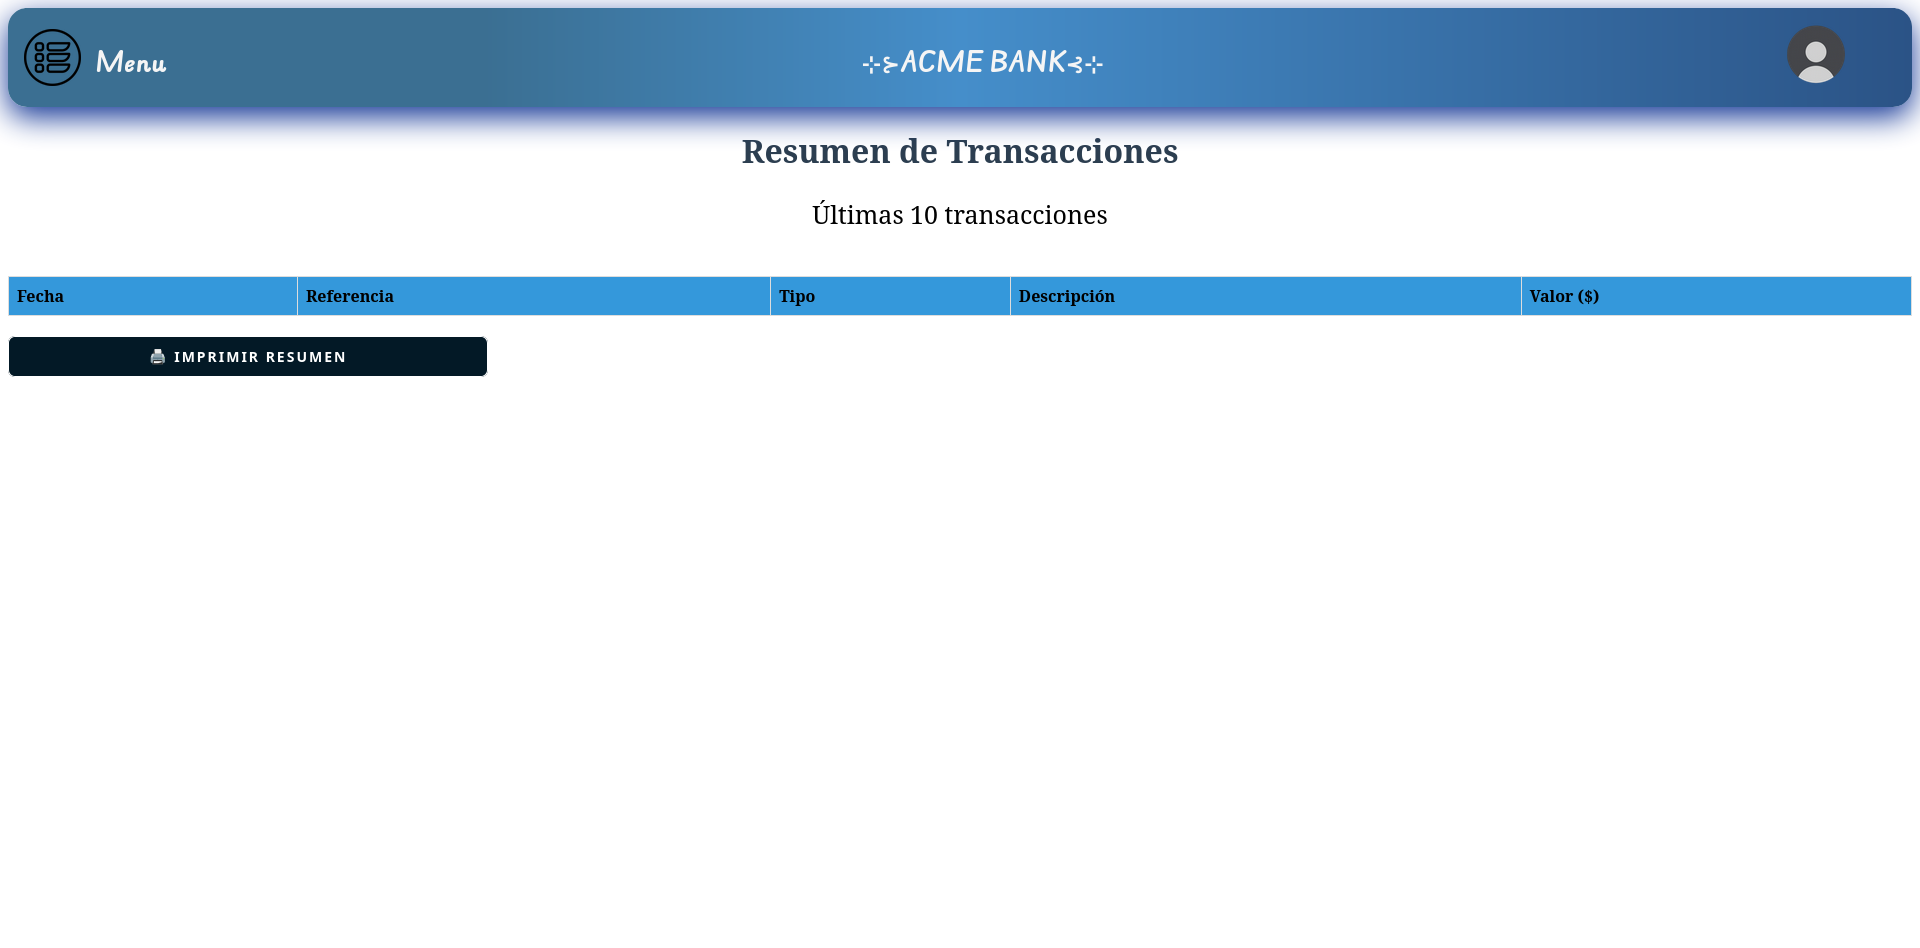 Menu
⊹⊱ACME BANK⊰⊹
Resumen de Transacciones
Últimas 10 transacciones
Fecha Referencia Tipo Descripción Valor ($)
🖨️ IMPRIMIR RESUMEN